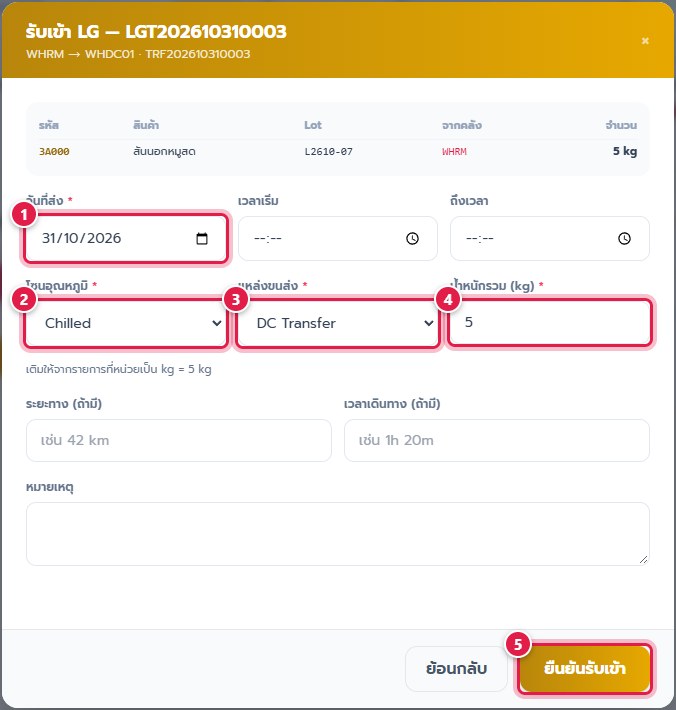 รับเข้า LG — LGT202610310003
WHRM → WHDC01 · TRF202610310003
×
รหัส สินค้า Lot จากคลัง จำนวน
3A000 สันนอกหมูสด L2610-07 WHRM 5 kg
วันที่ส่ง * เวลาเริ่ม ถึงเวลา
1
31/10/2026 --:-- --:--
โซนอุณหภูมิ * แหล่งขนส่ง * น้ำหนักรวม (kg) *
2 3 4
Chilled DC Transfer 5
เติมให้จากรายการที่หน่วยเป็น kg = 5 kg
ระยะทาง (ถ้ามี) เวลาเดินทาง (ถ้ามี)
เช่น 42 km เช่น 1h 20m
หมายเหตุ
5
ย้อนกลับ ยืนยันรับเข้า